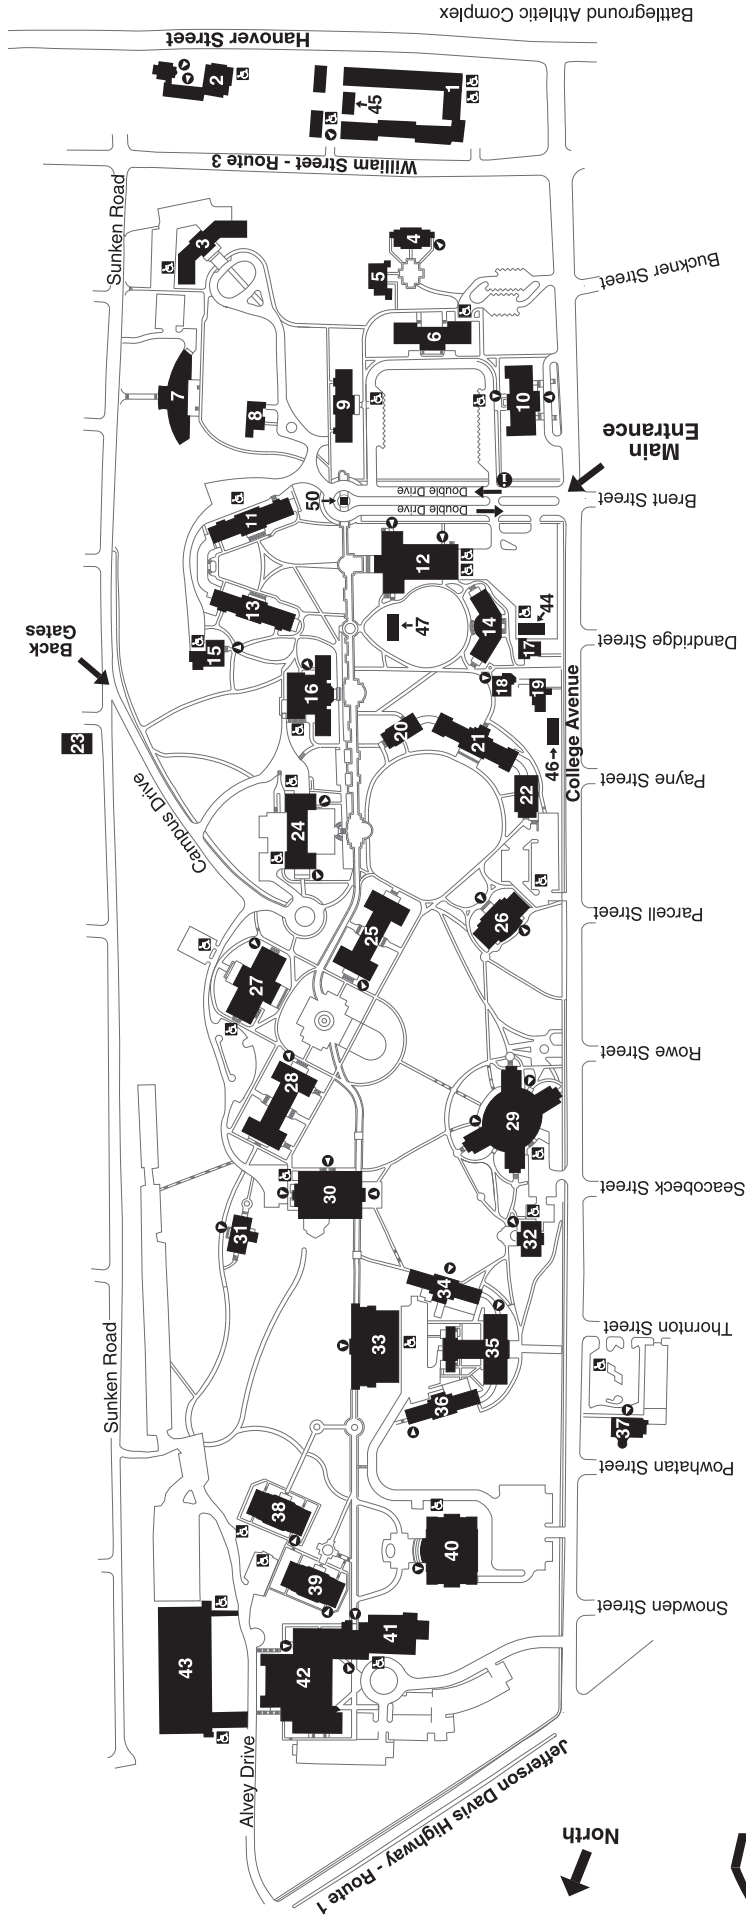 Battleground Athletic Complex
Hanover Street
2
1
45
William Street - Route 3
Sunken Road
3
4
5
Buckner Street
6
7
8
9
10
Main
Entrance
50
Double Drive
Double Drive
Brent Street
11
12
13
47
14
44
15
17
Dandridge Street
Back
Gates
16
18
19
20
21
46
College Avenue
23
22
Payne Street
Campus Drive
24
25
26
Parcell Street
27
28
Rowe Street
29
30
Seacobeck Street
31
32
34
33
35
Thornton Street
Sunken Road
36
37
Powhatan Street
38
39
40
Snowden Street
41
42
43
Alvey Drive
Jefferson Davis Highway - Route 1
North